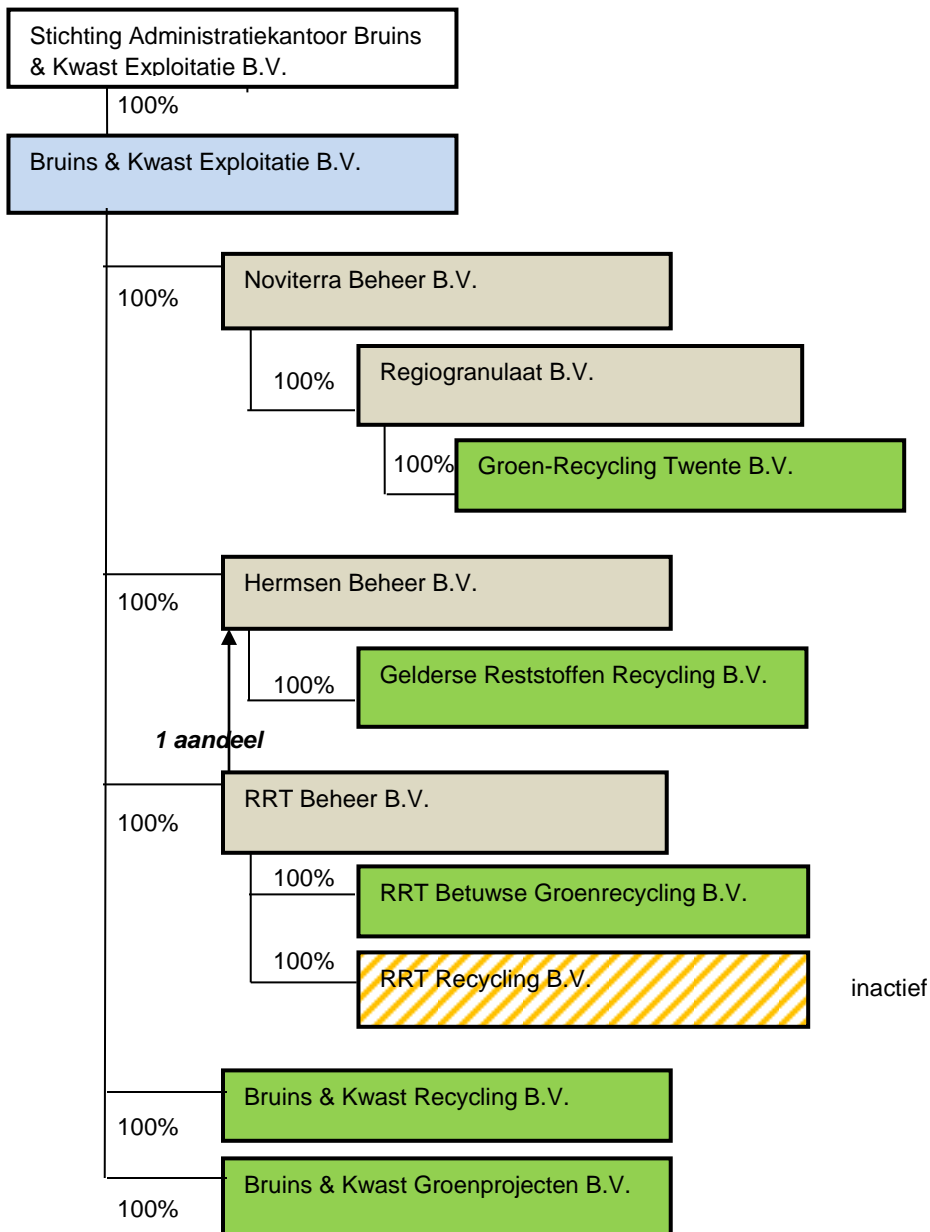 Stichting Administratiekantoor Bruins
& Kwast Exploitatie B.V.
100%
Bruins & Kwast Exploitatie B.V.
Noviterra Beheer B.V.
100%
Regiogranulaat B.V.
100%
100%
Groen-Recycling Twente B.V.
Hermsen Beheer B.V.
100%
Gelderse Reststoffen Recycling B.V.
100%
1 aandeel
RRT Beheer B.V.
100%
100%
RRT Betuwse Groenrecycling B.V.
100%
RRT Recycling B.V.
inactief
Bruins & Kwast Recycling B.V.
100%
Bruins & Kwast Groenprojecten B.V.
100%